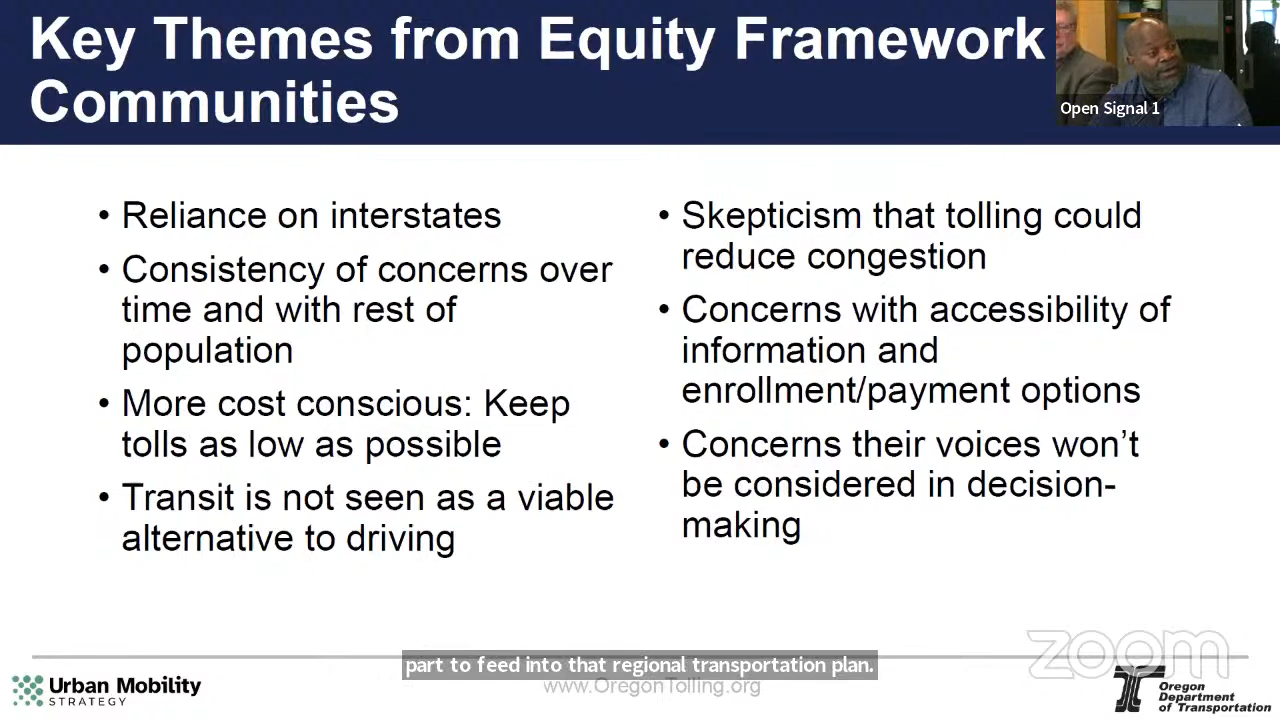 Key Themes from Equity Framework
Communities
Open Signal 1
• Reliance on interstates
• Consistency of concerns over
time and with rest of
population
• More cost conscious: Keep
tolls as low as possible
• Transit is not seen as a viable
alternative to driving
• Skepticism that tolling could
reduce congestion
• Concerns with accessibility of
information and
enrollment/payment options
• Concerns their voices won’t
be considered in decision-
making
zoom
part to feed into that regional transportation plan.
www.OregonTolling.org
Urban Mobility
STRATEGY
Oregon
Department
of Transportation